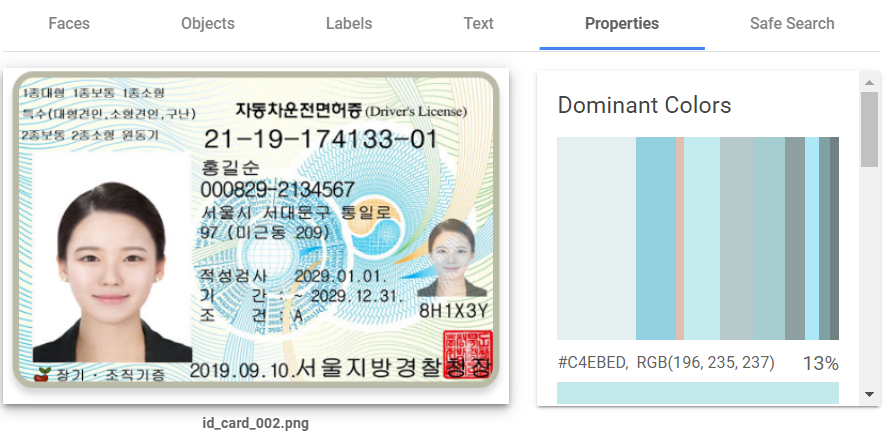 Faces Objects Labels Text Properties Safe Search
1종대형 1종보통 1종소형
특수(대형견인,소형견인,구난)
2종보통 2종소형 원동기
자동차운전면허증 (Driver's License)
21-19-174133-01
홍길순
000829-2134567
서울시 서대문구 통일로
97 (미근동 209)
적성검사 2029.01.01.
기 간 : ~ 2029.12.31.
조 건 : A
8H1X3Y
장기 · 조직기증
2019.09.10. 서울지방경찰청장
id_card_002.png
Dominant Colors
#C4EBED, RGB(196, 235, 237) 13%